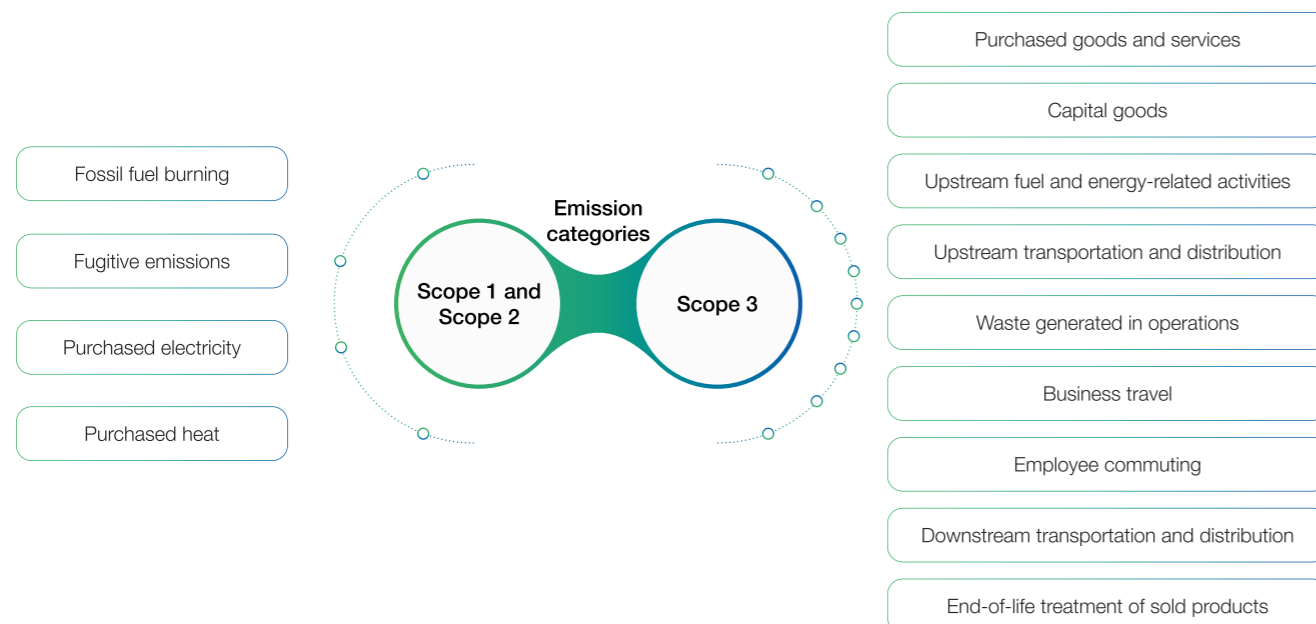 Fossil fuel burning
Fugitive emissions
Purchased electricity
Purchased heat
Emission
categories
Scope 1 and
Scope 2
Scope 3
Purchased goods and services
Capital goods
Upstream fuel and energy-related activities
Upstream transportation and distribution
Waste generated in operations
Business travel
Employee commuting
Downstream transportation and distribution
End-of-life treatment of sold products